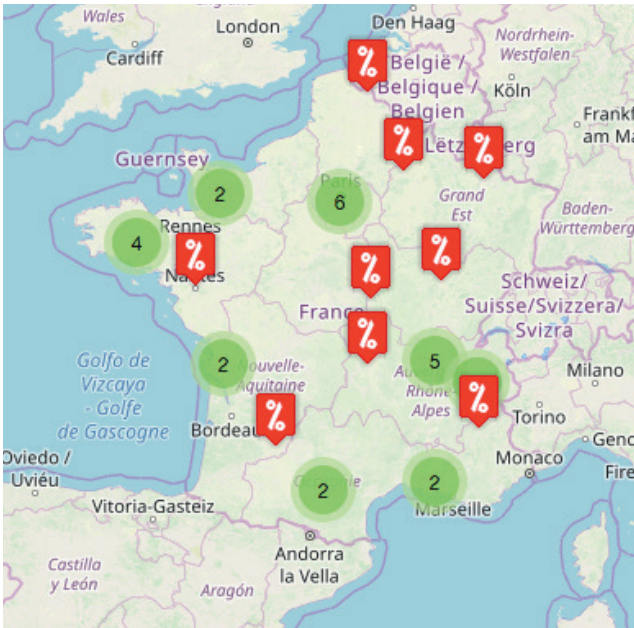 Wales
London
Cardiff
Den Haag
Nordrhein-
Westfalen
België /
Belgique /
Belgien
Köln
Frankf
am Ma
%
%
%
Lëtz
erg
Guernsey
2
Paris
6
Grand
Est
Baden-
Württemberg
Rennes
4
%
Nantes
%
%
France
%
Schweiz/
Suisse/Svizzera/
Svizra
Golfo de
Vizcaya
- Golfe
de Gascogne
2
Nouvelle-
Aquitaine
5
Au
Rhône-
Alpes
%
Milano
Torino
Bordeau
%
Genc
Oviedo /
Uviéu
Monaco
Fire
2
2
Marseille
Vitoria-Gasteiz
Andorra
la Vella
Castilla
y León
Aragón